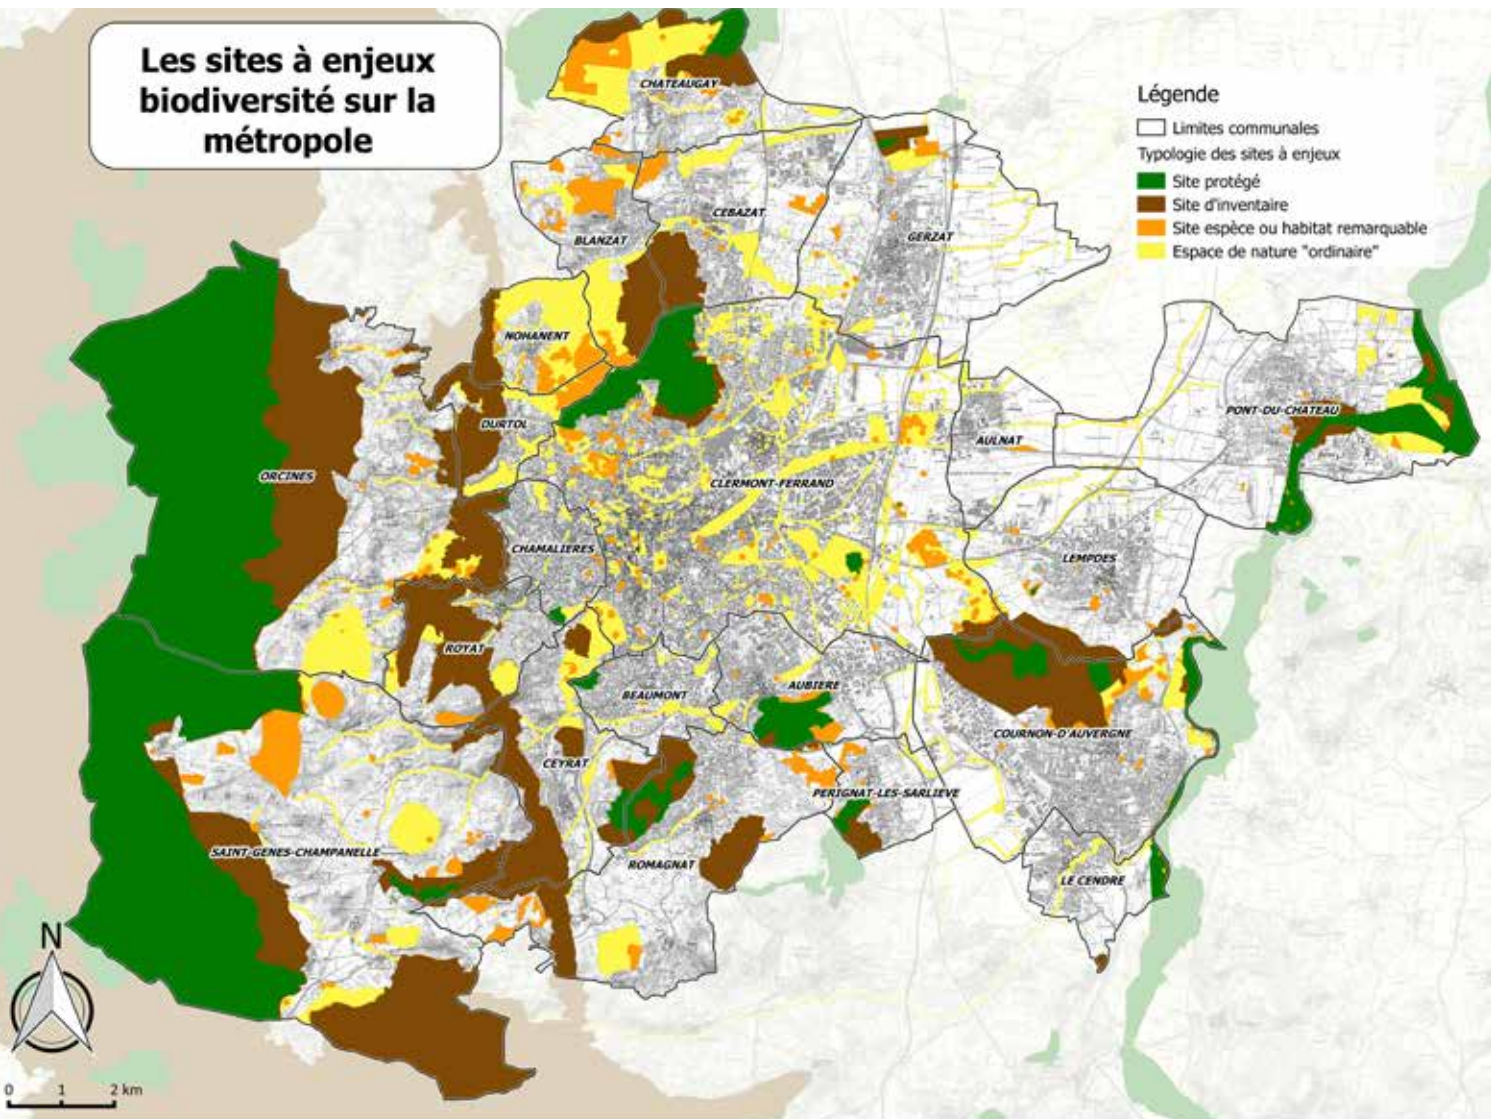 Les sites à enjeux
biodiversité sur la
métropole
Légende
Limites communales
Typologie des sites à enjeux
Site protégé
Site d'inventaire
Site espèce ou habitat remarquable
Espace de nature "ordinaire"
CHATEAUGAY
CEBAZAT
GERZAT
BLANZAT
NOHANENT
PONT-DU-CHATEAU
DURTOL
AULNAT
ORCINES
CLERMONT-FERRAND
CHAMALIERES
LEMPDES
ROYAT
AUBIERE
BEAUMONT
COURNON-D'AUVERGNE
CEYRAT
PERIGNAT-LES-SARLIEVE
SAINT-GENES-CHAMPANELLE
ROMAGNAT
LE CENDRE
N
0 1 2 km